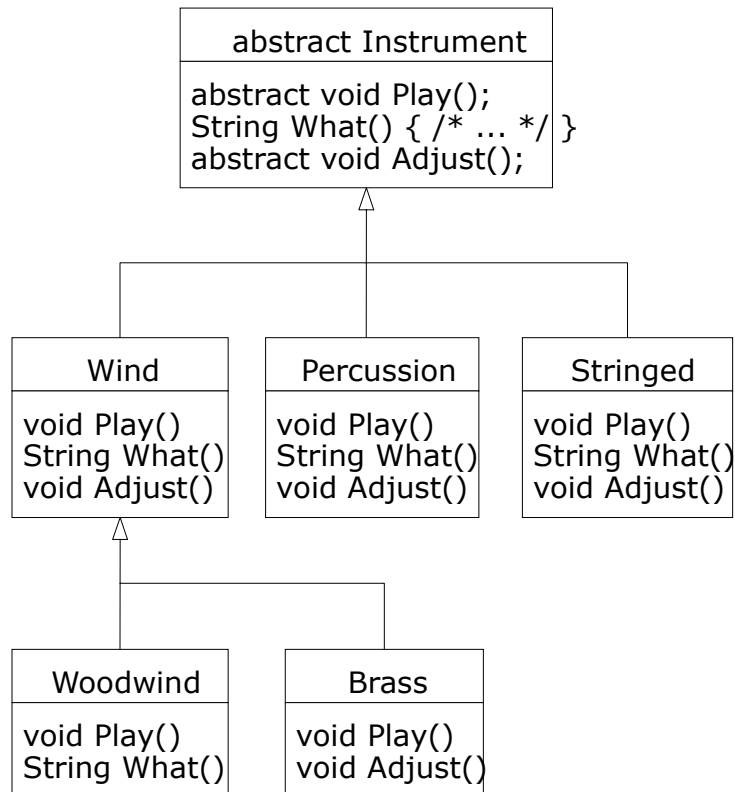 abstract Instrument
abstract void Play();
String What() { /* ... */ }
abstract void Adjust();
Wind
void Play()
String What()
void Adjust()
Percussion
void Play()
String What()
void Adjust()
Stringed
void Play()
String What()
void Adjust()
Woodwind
void Play()
String What()
Brass
void Play()
void Adjust()